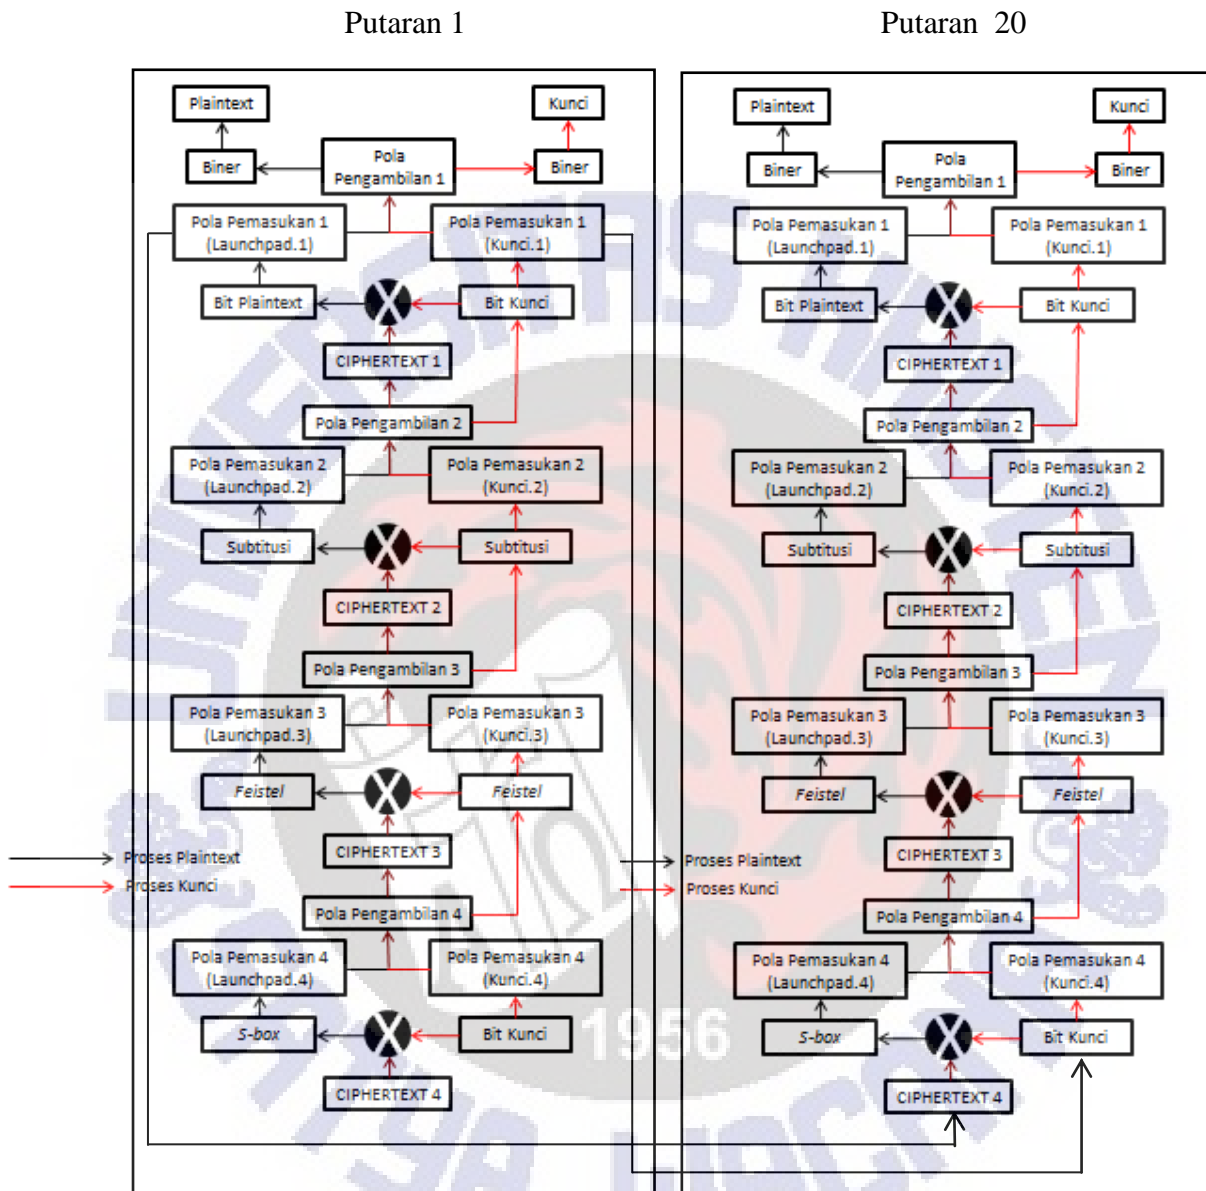 Putaran 1
Plaintext
Kunci
Biner
Pola
Pengambilan 1
Biner
Pola Pemasukan 1
(Launchpad.1)
Pola Pemasukan 1
(Kunci.1)
Bit Plaintext
Bit Kunci
CIPHERTEXT 1
Pola Pengambilan 2
Pola Pemasukan 2
(Launchpad.2)
Pola Pemasukan 2
(Kunci.2)
Subtitusi
Subtitusi
CIPHERTEXT 2
Pola Pengambilan 3
Pola Pemasukan 3
(Launchpad.3)
Pola Pemasukan 3
(Kunci.3)
Feistel
Feistel
CIPHERTEXT 3
Proses Plaintext
Proses Kunci
Pola Pengambilan 4
Pola Pemasukan 4
(Launchpad.4)
Pola Pemasukan 4
(Kunci.4)
S-box
Bit Kunci
CIPHERTEXT 4
Putaran 20
Plaintext
Kunci
Biner
Pola
Pengambilan 1
Biner
Pola Pemasukan 1
(Launchpad.1)
Pola Pemasukan 1
(Kunci.1)
Bit Plaintext
Bit Kunci
CIPHERTEXT 1
Pola Pengambilan 2
Pola Pemasukan 2
(Launchpad.2)
Pola Pemasukan 2
(Kunci.2)
Subtitusi
Subtitusi
CIPHERTEXT 2
Pola Pengambilan 3
Pola Pemasukan 3
(Launchpad.3)
Pola Pemasukan 3
(Kunci.3)
Feistel
Feistel
CIPHERTEXT 3
Proses Plaintext
Proses Kunci
Pola Pengambilan 4
Pola Pemasukan 4
(Launchpad.4)
Pola Pemasukan 4
(Kunci.4)
S-box
Bit Kunci
CIPHERTEXT 4
UNIVERSITAS KRISTEN
SATYA WACANA
1956